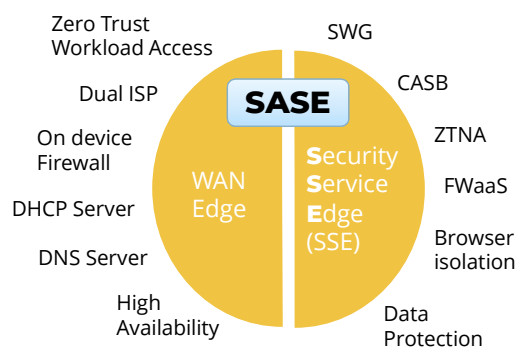 Zero Trust
Workload Access
Dual ISP
On device
Firewall
DHCP Server
DNS Server
High
Availability
SASE
WAN
Edge
Security
Service
Edge
(SSE)
SWG
CASB
ZTNA
FWaaS
Browser
isolation
Data
Protection